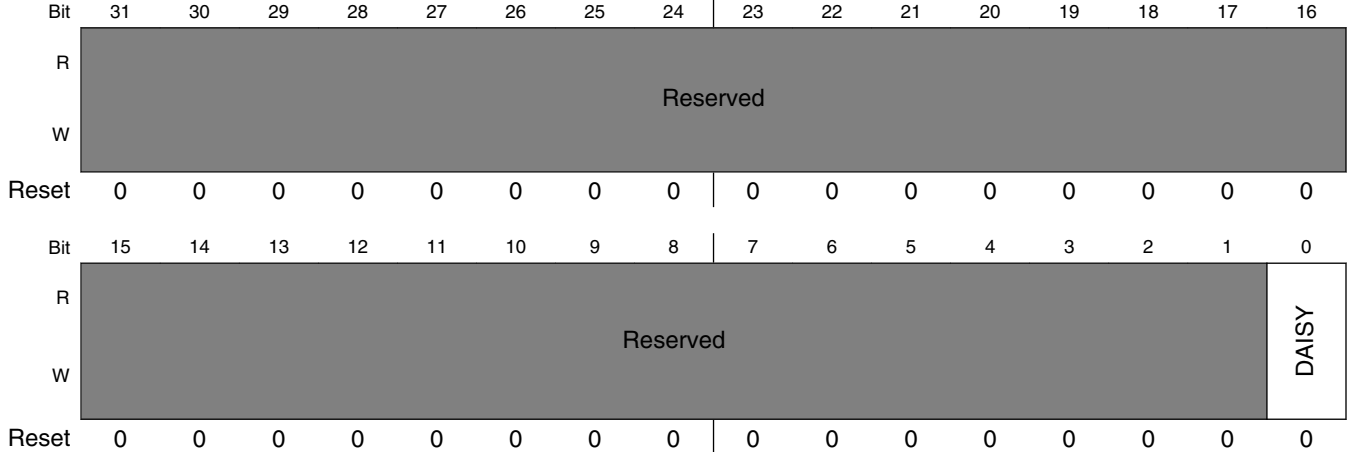 Bit 31 30 29 28 27 26 25 24 23 22 21 20 19 18 17 16
R
Reserved
W
Reset 0 0 0 0 0 0 0 0 0 0 0 0 0 0 0 0
Bit 15 14 13 12 11 10 9 8 7 6 5 4 3 2 1 0
R
Reserved
DAISY
W
Reset 0 0 0 0 0 0 0 0 0 0 0 0 0 0 0 0